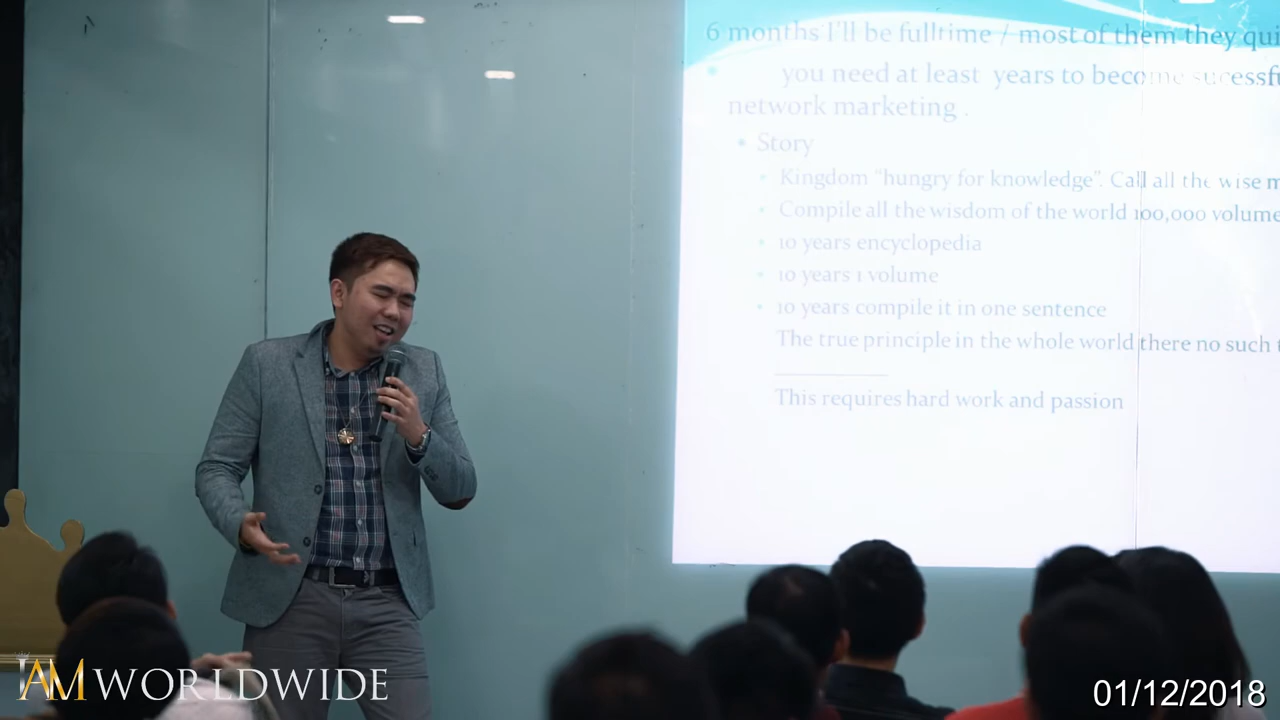 6 months I'll be fulltime / most of them they qui
you need at least years to become sucessfu
network marketing .
• Story
• Kingdom "hungry for knowledge". Call all the wise m
• Compile all the wisdom of the world 100,000 volume
• 10 years encyclopedia
• 10 years 1 volume
• 10 years compile it in one sentence
The true principle in the whole world there no such t
This requires hard work and passion
IAM WORLDWIDE
01/12/2018